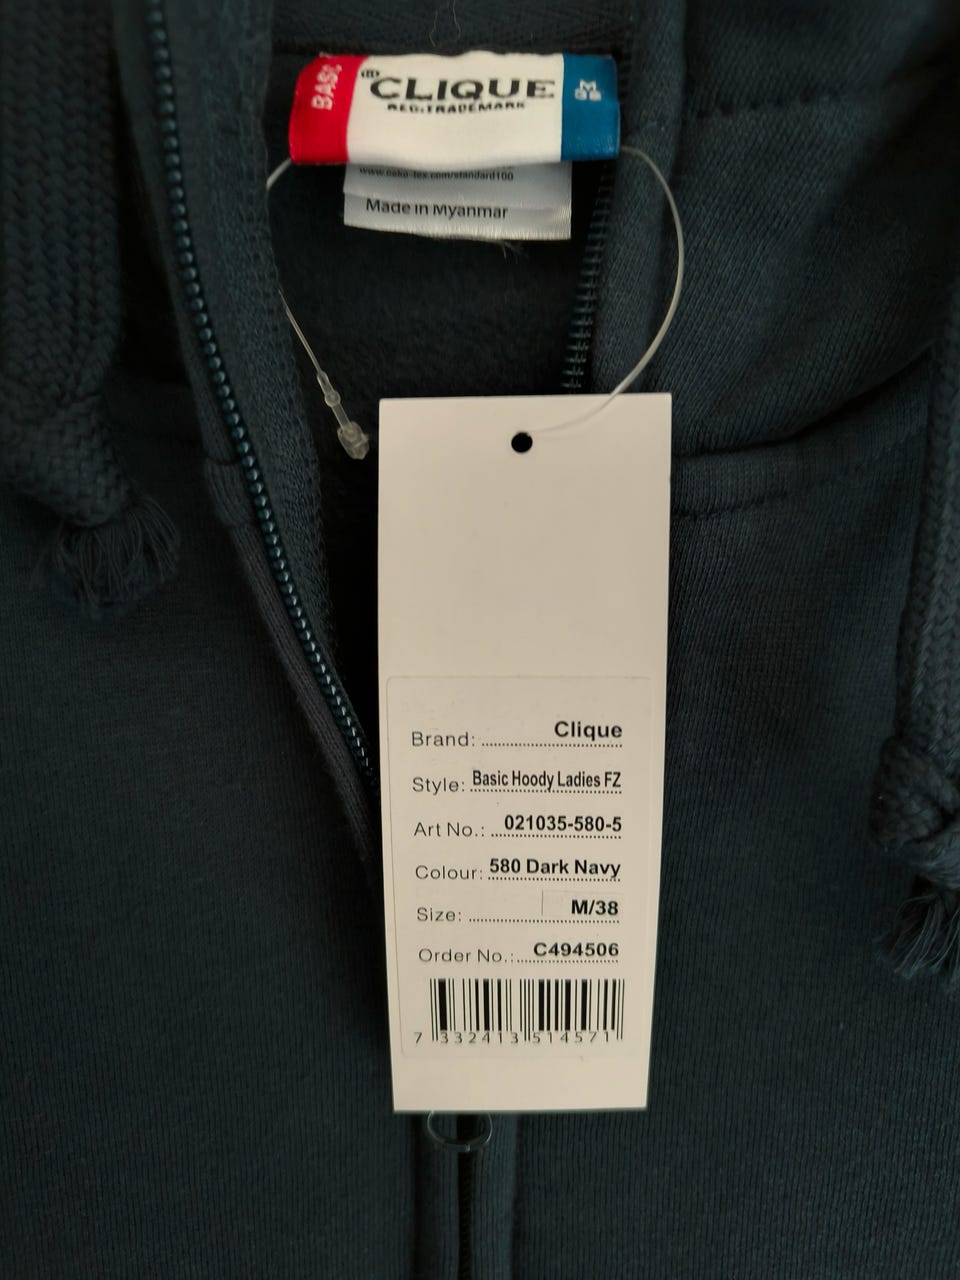 BASIC
CLIQUE
REG.TRADEMARK
M
38
www.oeko-tex.com/standard100
Made in Myanmar
Brand: Clique
Style: Basic Hoody Ladies FZ
Art No.: 021035-580-5
Colour: 580 Dark Navy
Size: M/38
Order No.: C494506
7 332413 514571